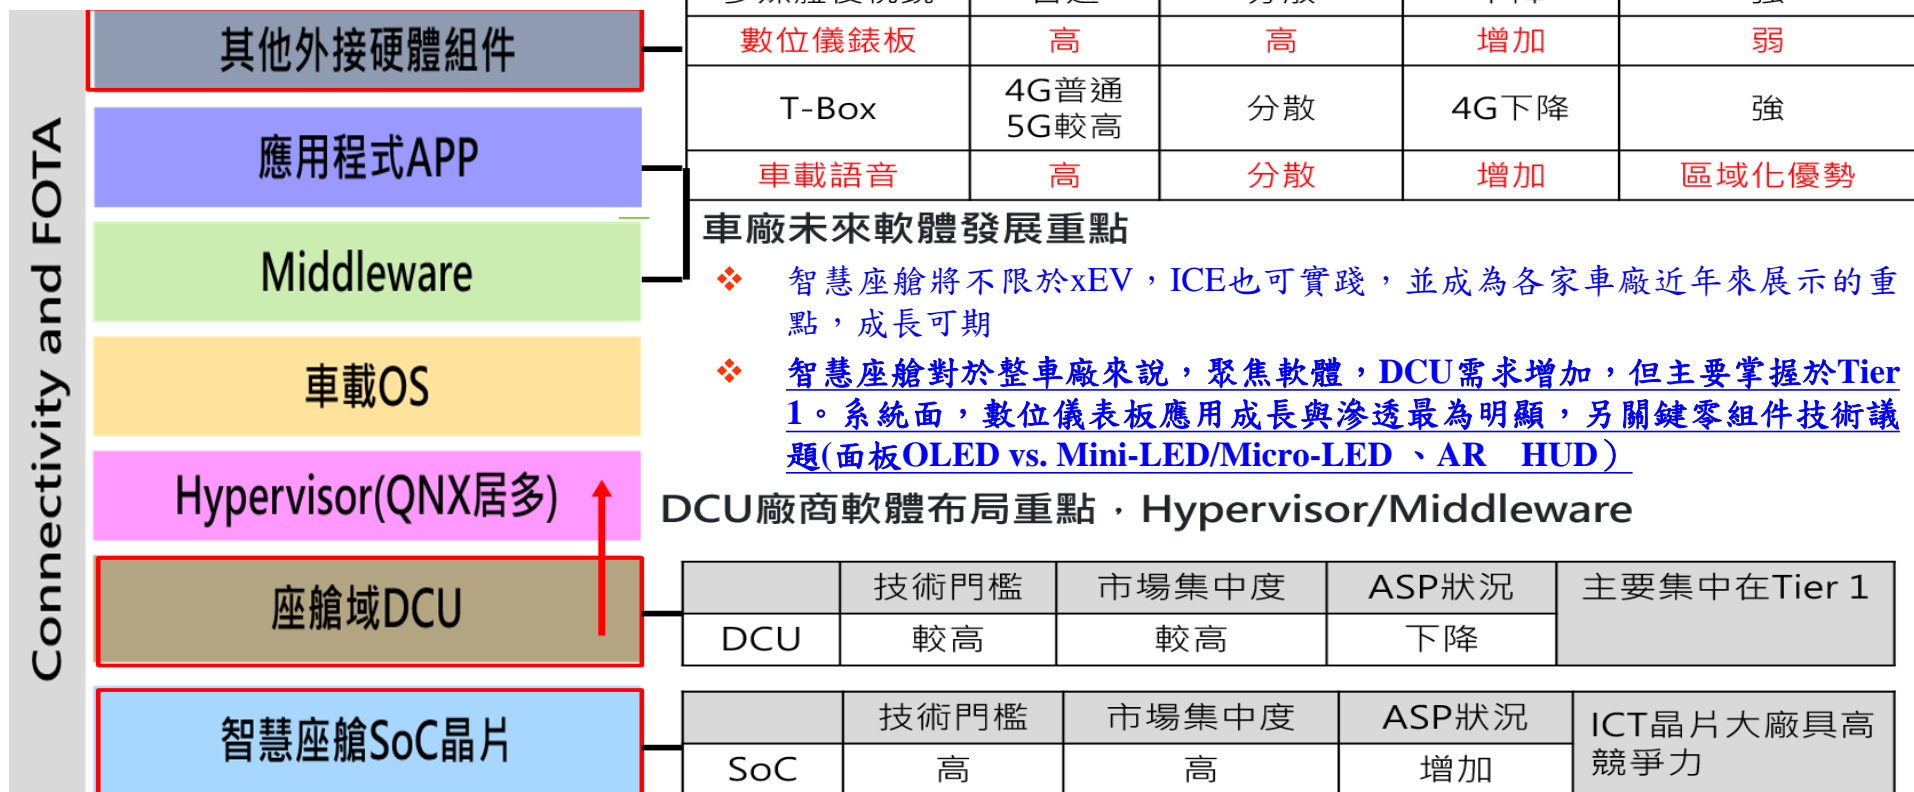 Connectivity and FOTA
其他外接硬體組件
應用程式APP
Middleware
車載OS
Hypervisor(QNX居多)
座艙域DCU
智慧座艙SoC晶片
數位儀錶板 高 高 增加 弱
T-Box 4G普通 5G較高 分散 4G下降 強
車載語音 高 分散 增加 區域化優勢
車廠未來軟體發展重點
❖ 智慧座艙將不限於xEV，ICE也可實踐，並成為各家車廠近年來展示的重
點，成長可期
❖ 智慧座艙對於整車廠來說，聚焦軟體，DCU需求增加，但主要掌握於Tier
1。系統面，數位儀表板應用成長與滲透最為明顯，另關鍵零組件技術議
題(面板OLED vs. Mini-LED/Micro-LED 、AR HUD）
DCU廠商軟體布局重點，Hypervisor/Middleware
技術門檻 市場集中度 ASP狀況 主要集中在Tier 1
DCU 較高 較高 下降
技術門檻 市場集中度 ASP狀況 ICT晶片大廠具高
競爭力
SoC 高 高 增加